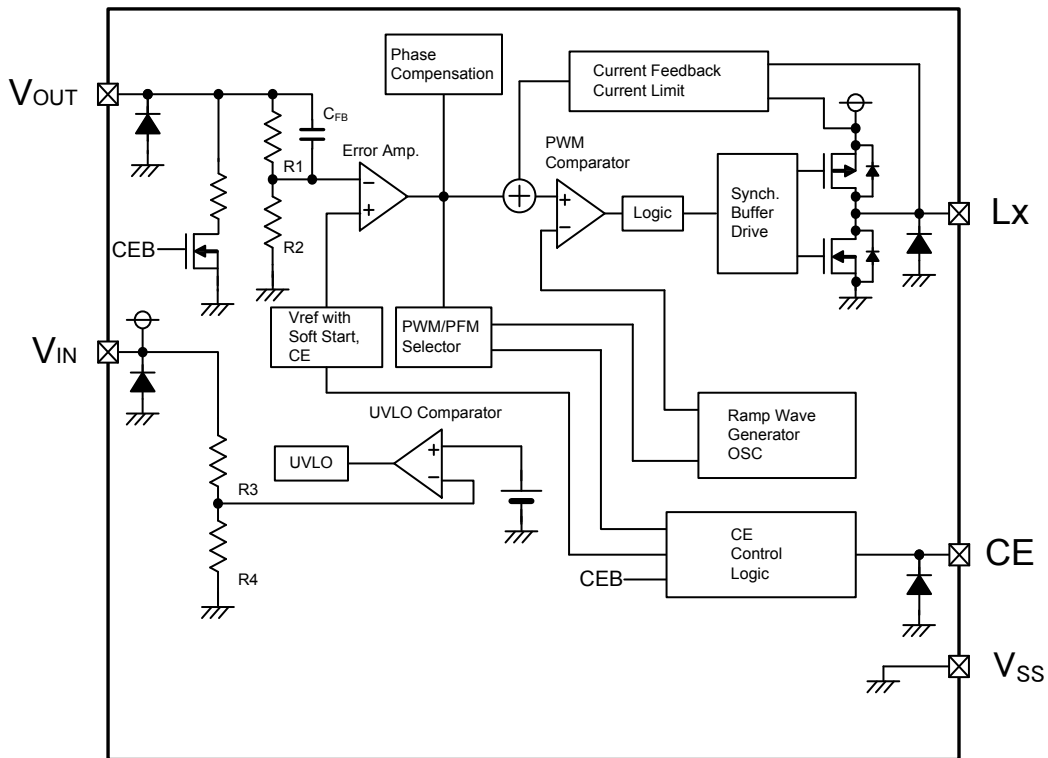 Phase
Compensation
Current Feedback
Current Limit
VOUT
CFB
R1
Error Amp.
PWM
Comparator
−
+
+
+
−
Logic
Synch.
Buffer
Drive
Lx
R2
CEB
Vref with
Soft Start,
CE
PWM/PFM
Selector
VIN
UVLO Comparator
Ramp Wave
Generator
OSC
UVLO
+
−
R3
R4
CE
Control
Logic
CEB
CE
VSS